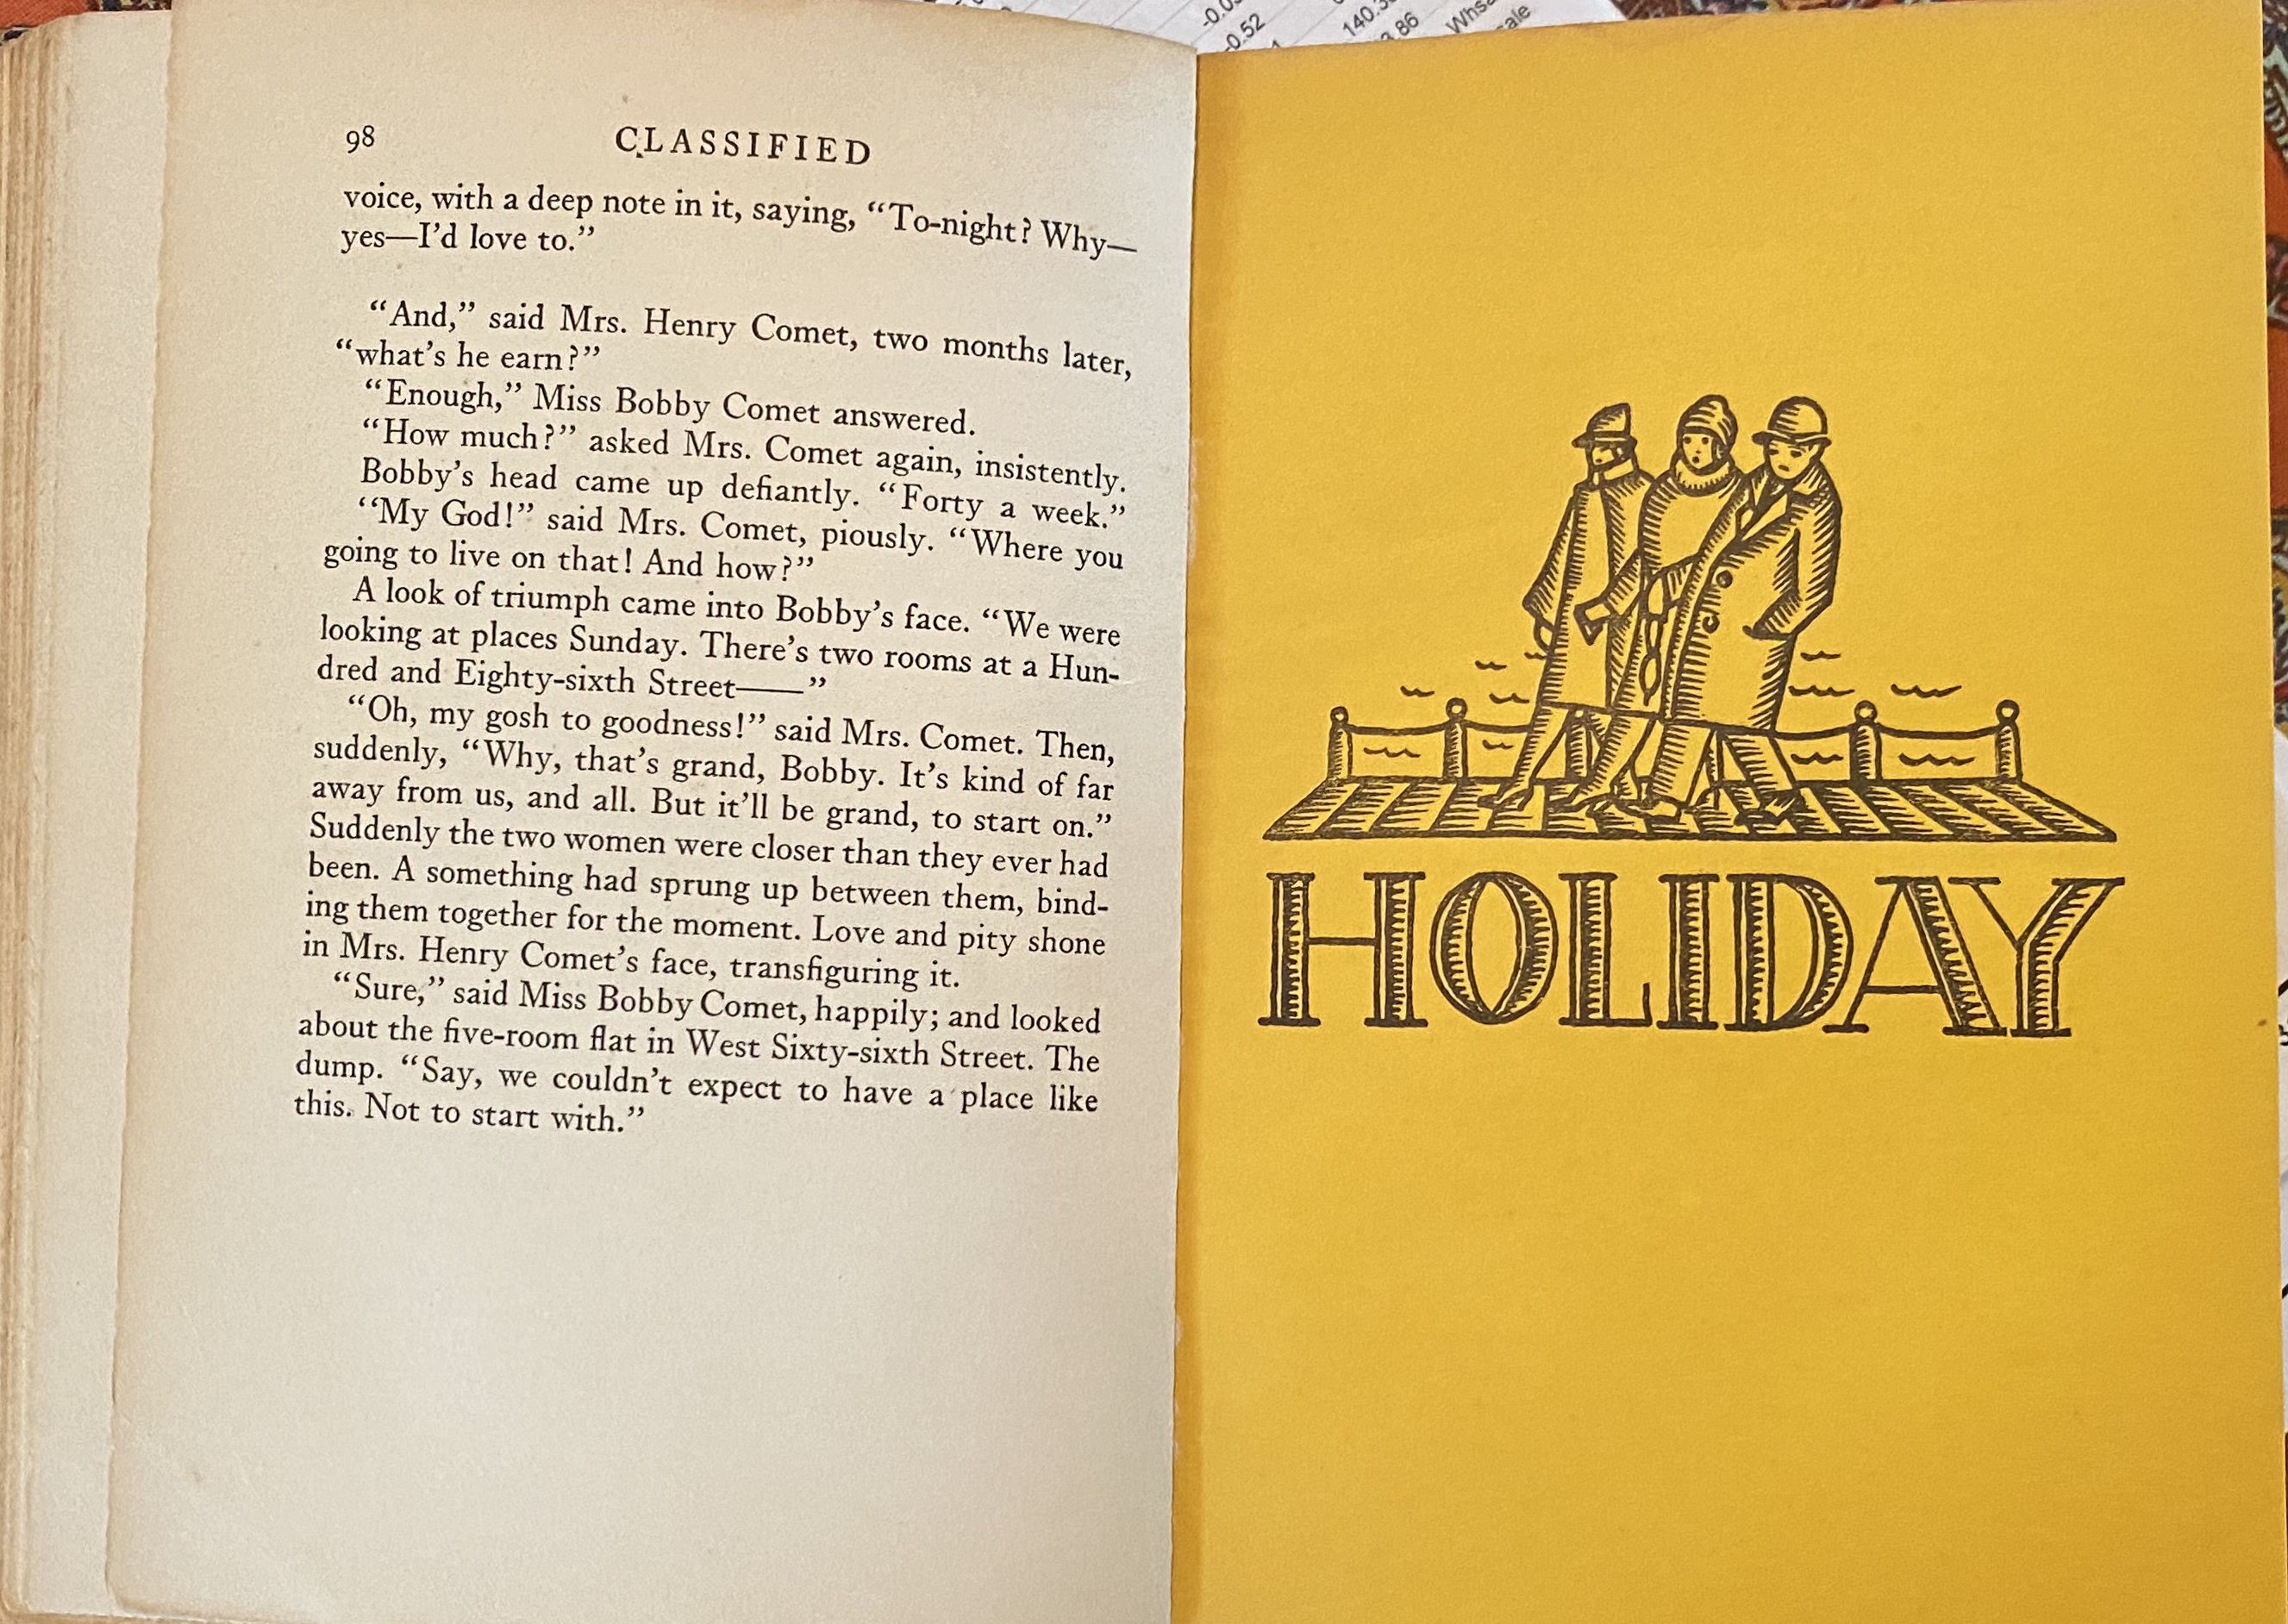 -0.52
140.3
.86
98
CLASSIFIED
voice, with a deep note in it, saying, “To-night? Why—
yes—I’d love to.”
“And,” said Mrs. Henry Comet, two months later,
“what’s he earn?”
“Enough,” Miss Bobby Comet answered.
“How much?” asked Mrs. Comet again, insistently.
Bobby’s head came up defiantly. “Forty a week.”
“My God!” said Mrs. Comet, piously. “Where you
going to live on that! And how?”
A look of triumph came into Bobby’s face. “We were
looking at places Sunday. There’s two rooms at a Hun-
dred and Eighty-sixth Street——”
“Oh, my gosh to goodness!” said Mrs. Comet. Then,
suddenly, “Why, that’s grand, Bobby. It’s kind of far
away from us, and all. But it’ll be grand, to start on.”
Suddenly the two women were closer than they ever had
been. A something had sprung up between them, bind-
ing them together for the moment. Love and pity shone
in Mrs. Henry Comet’s face, transfiguring it.
“Sure,” said Miss Bobby Comet, happily; and looked
about the five-room flat in West Sixty-sixth Street. The
dump. “Say, we couldn’t expect to have a place like
this. Not to start with.”
HOLIDAY